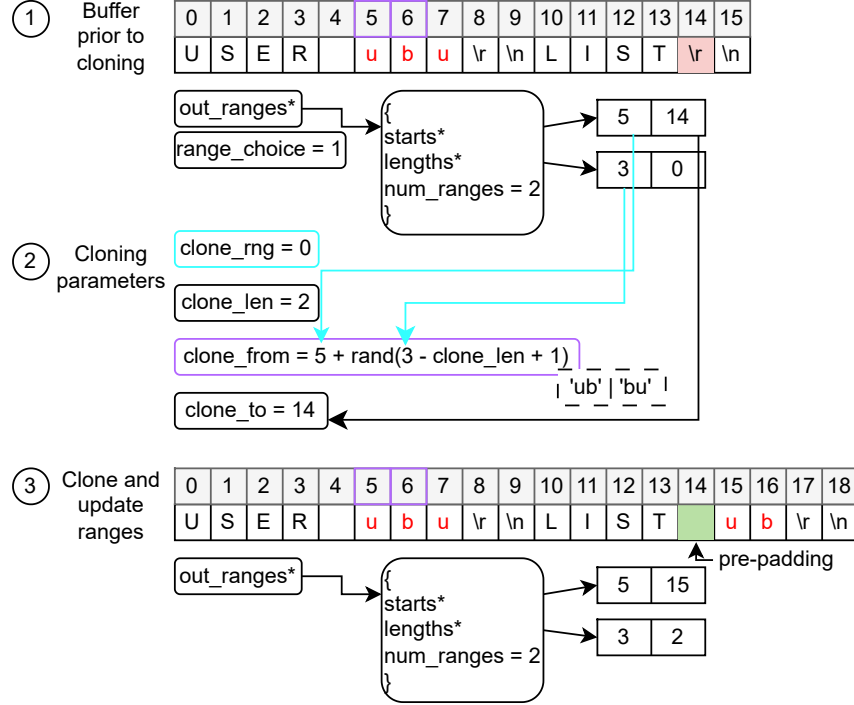 1
Buffer
prior to
cloning
0 1 2 3 4 5 6 7 8 9 10 11 12 13 14 15
U S E R u b u \r \n L I S T \r \n
out_ranges*
range_choice = 1
{
starts*
lengths*
num_ranges = 2
}
5 14
3 0
2
Cloning
parameters
clone_rng = 0
clone_len = 2
clone_from = 5 + rand(3 - clone_len + 1)
'ub' | 'bu'
clone_to = 14
3
Clone and
update
ranges
0 1 2 3 4 5 6 7 8 9 10 11 12 13 14 15 16 17 18
U S E R u b u \r \n L I S T u b \r \n
pre-padding
out_ranges*
{
starts*
lengths*
num_ranges = 2
}
5 15
3 2